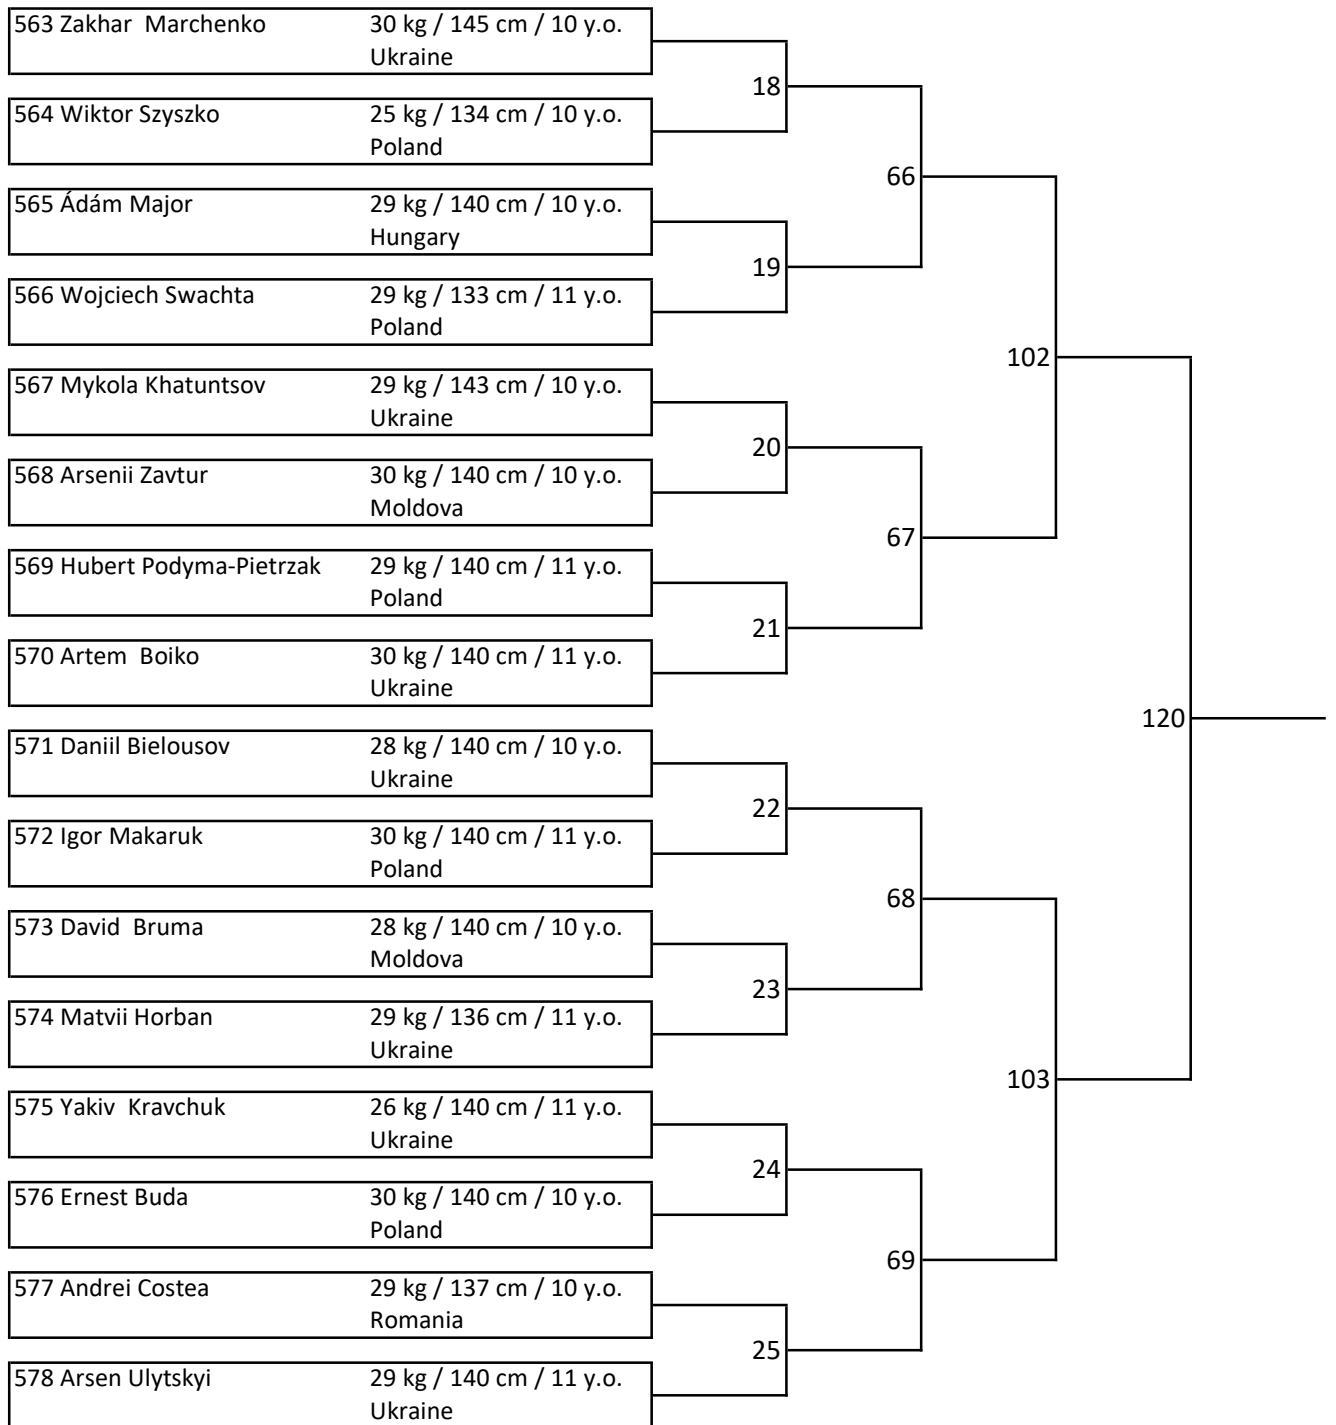 563 Zakhar  Marchenko 30 kg / 145 cm / 10 y.o.
Ukraine
18
564 Wiktor Szyszko 25 kg / 134 cm / 10 y.o.
Poland
66
565 Ádám Major 29 kg / 140 cm / 10 y.o.
Hungary
19
566 Wojciech Swachta 29 kg / 133 cm / 11 y.o.
Poland
102
567 Mykola Khatuntsov 29 kg / 143 cm / 10 y.o.
Ukraine
20
568 Arsenii Zavtur 30 kg / 140 cm / 10 y.o.
Moldova
67
569 Hubert Podyma-Pietrzak 29 kg / 140 cm / 11 y.o.
Poland
21
570 Artem  Boiko 30 kg / 140 cm / 11 y.o.
Ukraine
120
571 Daniil Bielousov 28 kg / 140 cm / 10 y.o.
Ukraine
22
572 Igor Makaruk 30 kg / 140 cm / 11 y.o.
Poland
68
573 David  Bruma 28 kg / 140 cm / 10 y.o.
Moldova
23
574 Matvii Horban 29 kg / 136 cm / 11 y.o.
Ukraine
103
575 Yakiv  Kravchuk 26 kg / 140 cm / 11 y.o.
Ukraine
24
576 Ernest Buda 30 kg / 140 cm / 10 y.o.
Poland
69
577 Andrei Costea 29 kg / 137 cm / 10 y.o.
Romania
25
578 Arsen Ulytskyi 29 kg / 140 cm / 11 y.o.
Ukraine